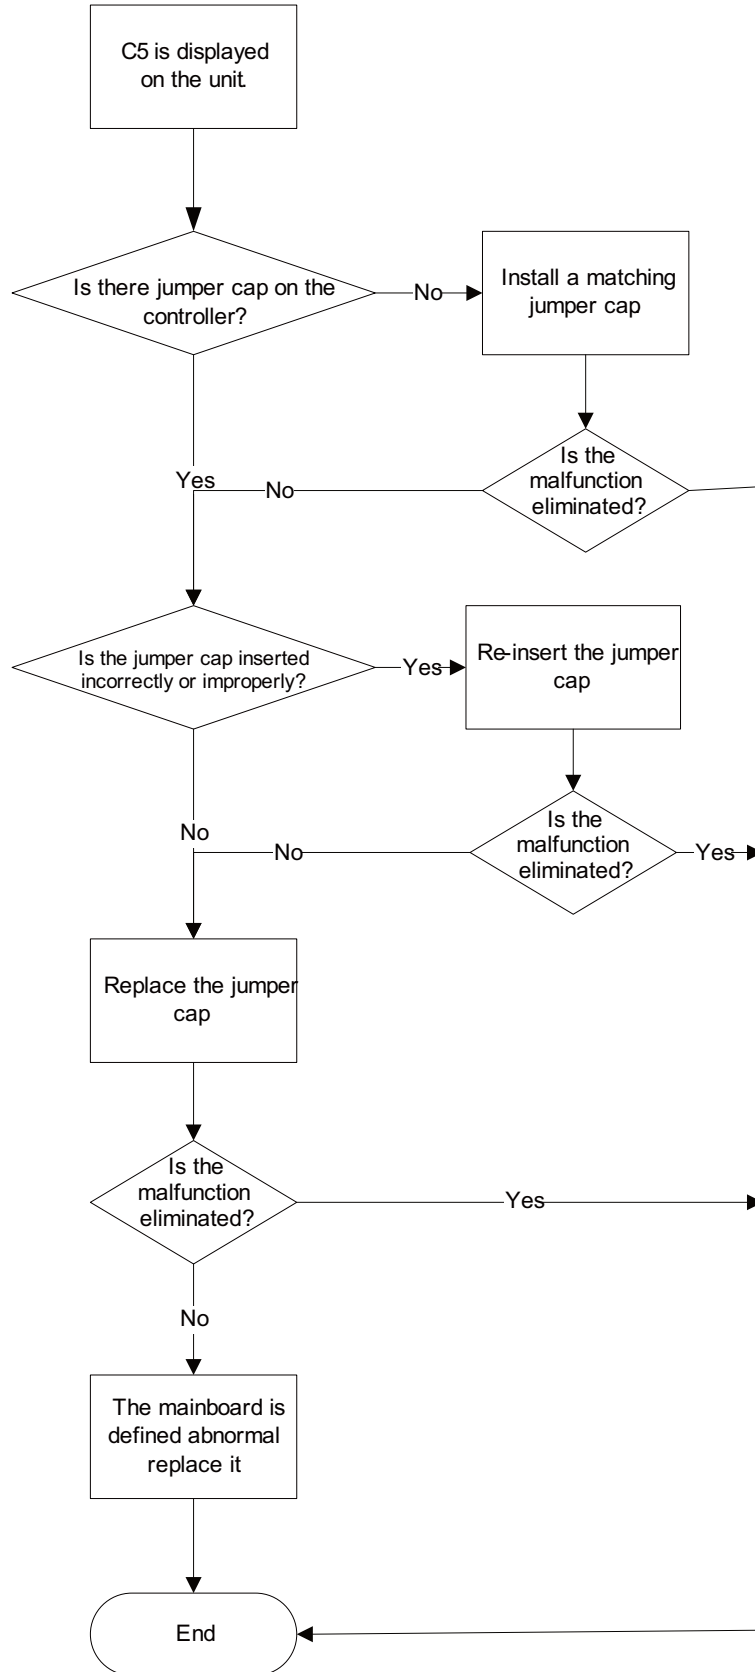 C5 is displayed
on the unit.
Is there jumper cap on the
controller?
No
Install a matching
jumper cap
Yes
No
Is the
malfunction
eliminated?
Is the jumper cap inserted
incorrectly or improperly?
Yes
Re-insert the jumper
cap
No
No
Is the
malfunction
eliminated?
Yes
Replace the jumper
cap
Is the
malfunction
eliminated?
Yes
No
The mainboard is
defined abnormal
replace it
End